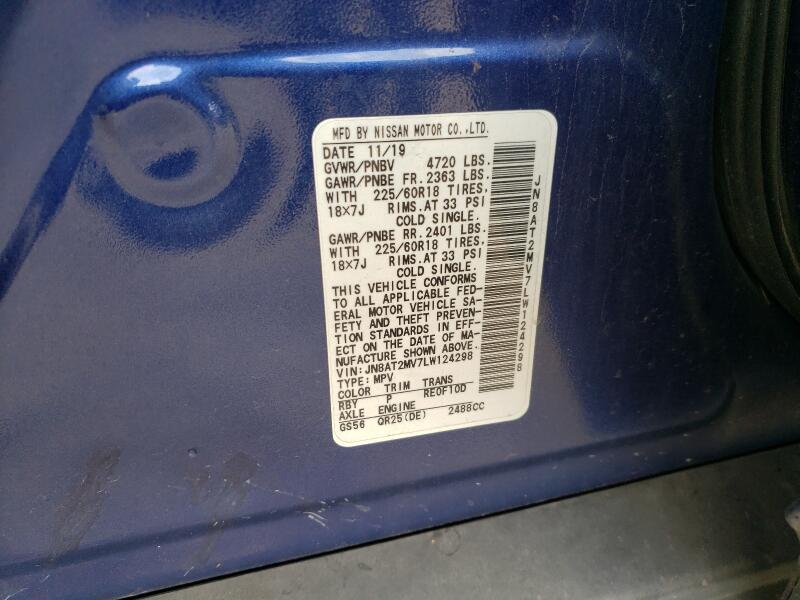 MFD BY NISSAN MOTOR CO.,LTD.
DATE 11/19
GVWR/PNBV 4720 LBS.
GAWR/PNBE FR. 2363 LBS.
WITH 225/60R18 TIRES,
18X7J RIMS.AT 33 PSI
COLD SINGLE.
GAWR/PNBE RR. 2401 LBS.
WITH 225/60R18 TIRES,
18X7J RIMS.AT 33 PSI
COLD SINGLE.
THIS VEHICLE CONFORMS
TO ALL APPLICABLE FED-
ERAL MOTOR VEHICLE SA-
FETY AND THEFT PREVEN-
TION STANDARDS IN EFF-
ECT ON THE DATE OF MA-
NUFACTURE SHOWN ABOVE.
VIN: JN8AT2MV7LW124298
TYPE: MPV
COLOR TRIM TRANS
RBY P RE0F10D
AXLE ENGINE
GS56 QR25(DE) 2488CC
JN8AT2MV7LW124298